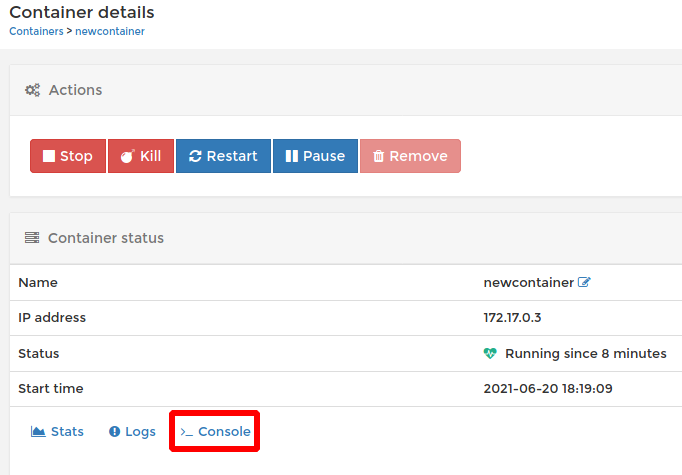 Container details
Containers > newcontainer
Actions
Stop Kill Restart Pause Remove
Container status
Name newcontainer
IP address 172.17.0.3
Status Running since 8 minutes
Start time 2021-06-20 18:19:09
Stats Logs >_ Console